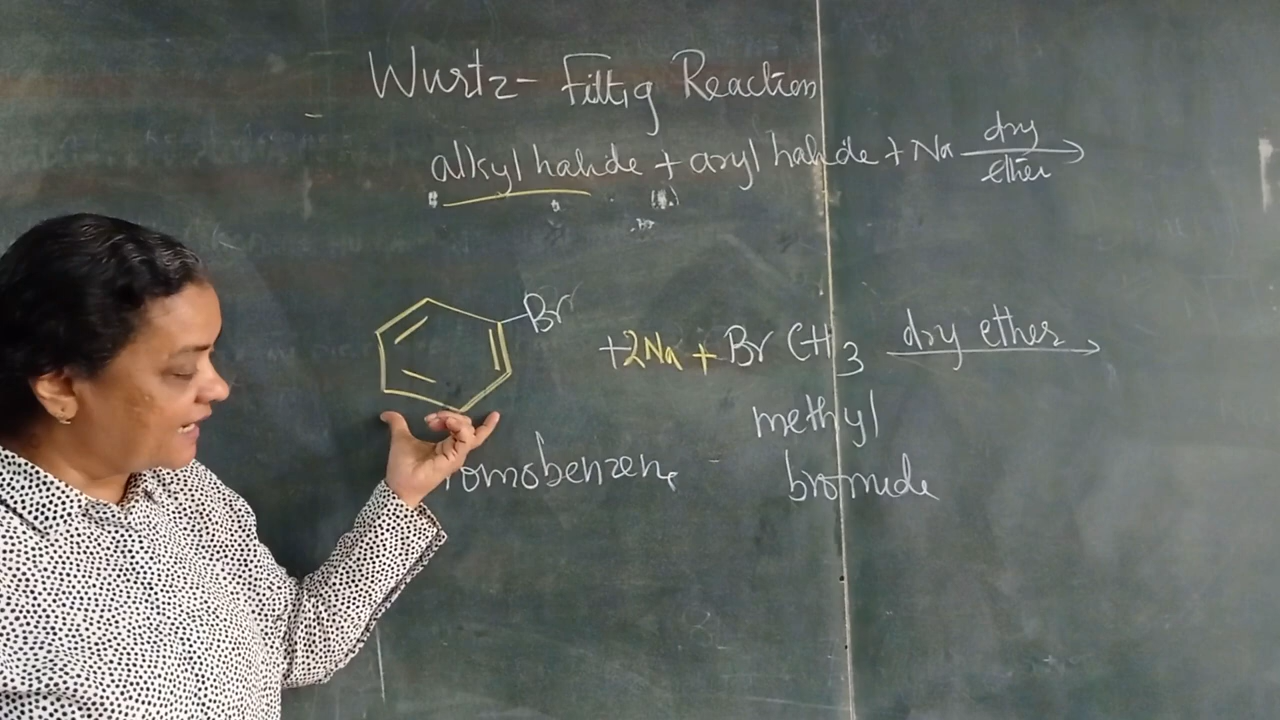 Wurtz- Fittig Reaction
alkyl halide + aryl halide + Na dry ether
Br
+ 2Na + Br CH3 dry ether
methyl
romobenzene bromide